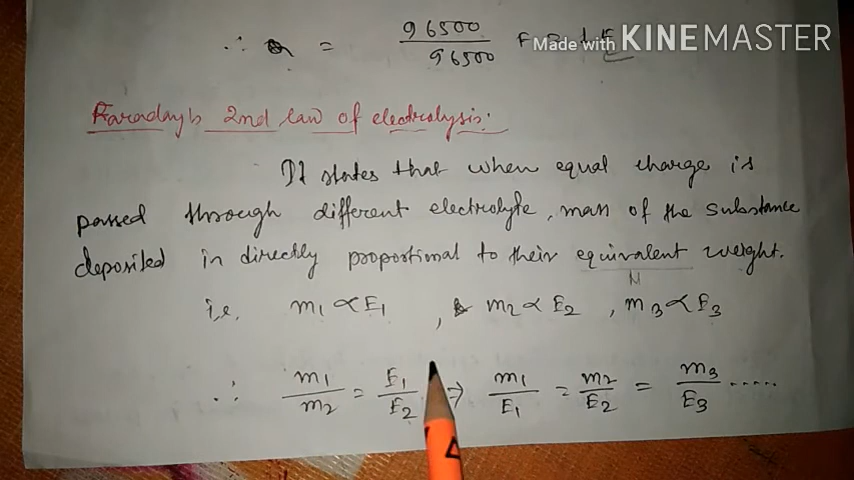 ∴ = 96500/96500 F
Made with KINEMASTER
Faraday's 2nd law of electrolysis:
It states that when equal charge is
passed through different electrolyte, mass of the substance
deposited in directly proportional to their equivalent weight.
i.e. m1 ∝ E1 , m2 ∝ E2 , m3 ∝ E3
∴ m1/m2 = E1/E2 ⇒ m1/E1 = m2/E2 = m3/E3 .....